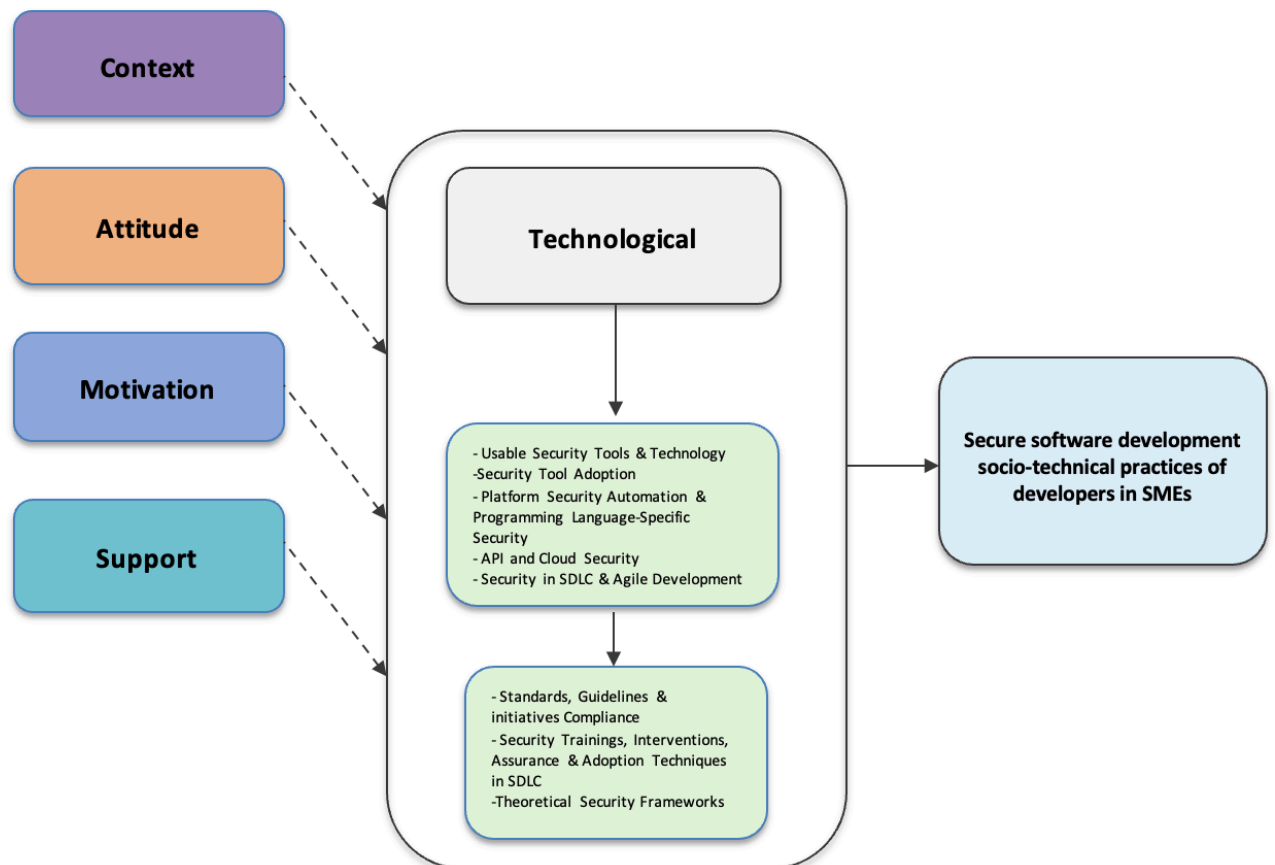 Context
Attitude
Motivation
Support
Technological
- Usable Security Tools & Technology
-Security Tool Adoption
- Platform Security Automation &
Programming Language-Specific
Security
- API and Cloud Security
- Security in SDLC & Agile Development
- Standards, Guidelines &
initiatives Compliance
- Security Trainings, Interventions,
Assurance & Adoption Techniques
in SDLC
-Theoretical Security Frameworks
Secure software development
socio-technical practices of
developers in SMEs